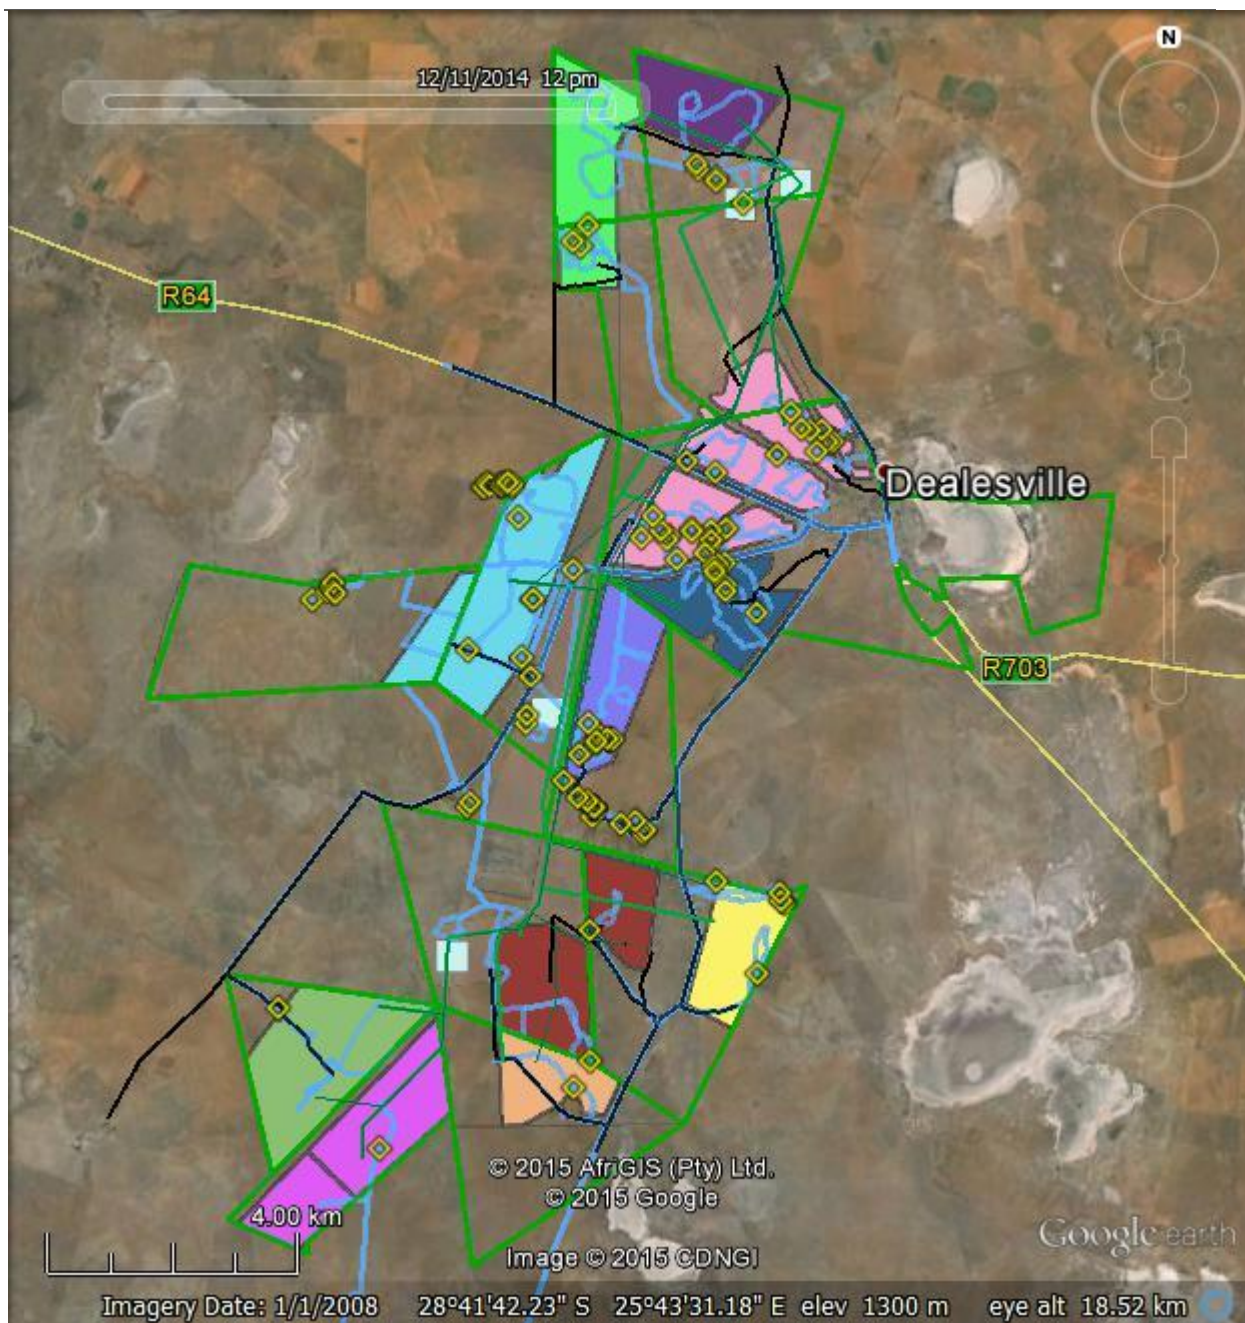 N
12/11/2014 12 pm
R64
Dealesville
R703
© 2015 AfriGIS (Pty) Ltd.
© 2015 Google
4.00 km
Image © 2015 CDNGI
Google earth
Imagery Date: 1/1/2008 28°41'42.23" S 25°43'31.18" E elev 1300 m eye alt 18.52 km